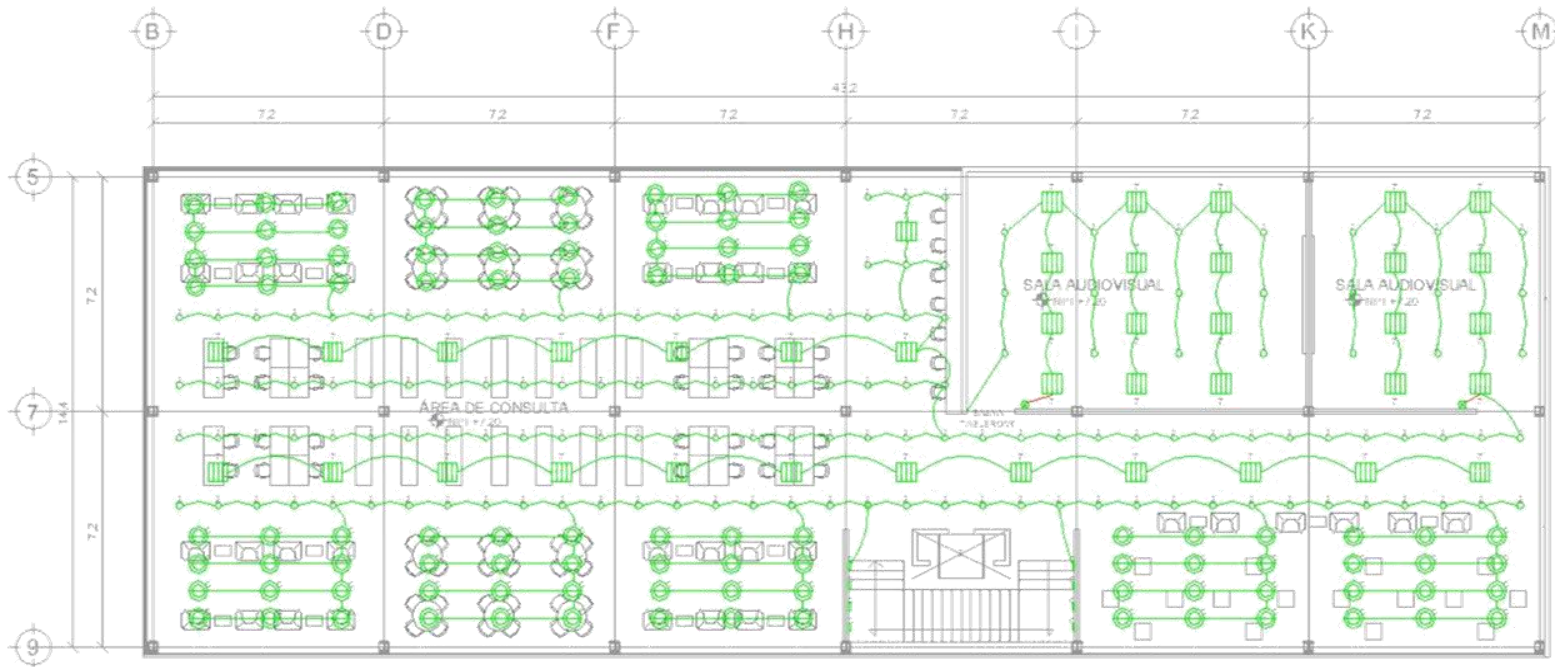 B D F H I K M
43,2
7,2 7,2 7,2 7,2 7,2 7,2
5
7,2
SALA AUDIOVISUAL
SALA AUDIOVISUAL
ÁREA DE CONSULTA
7
14,4
7,2
9